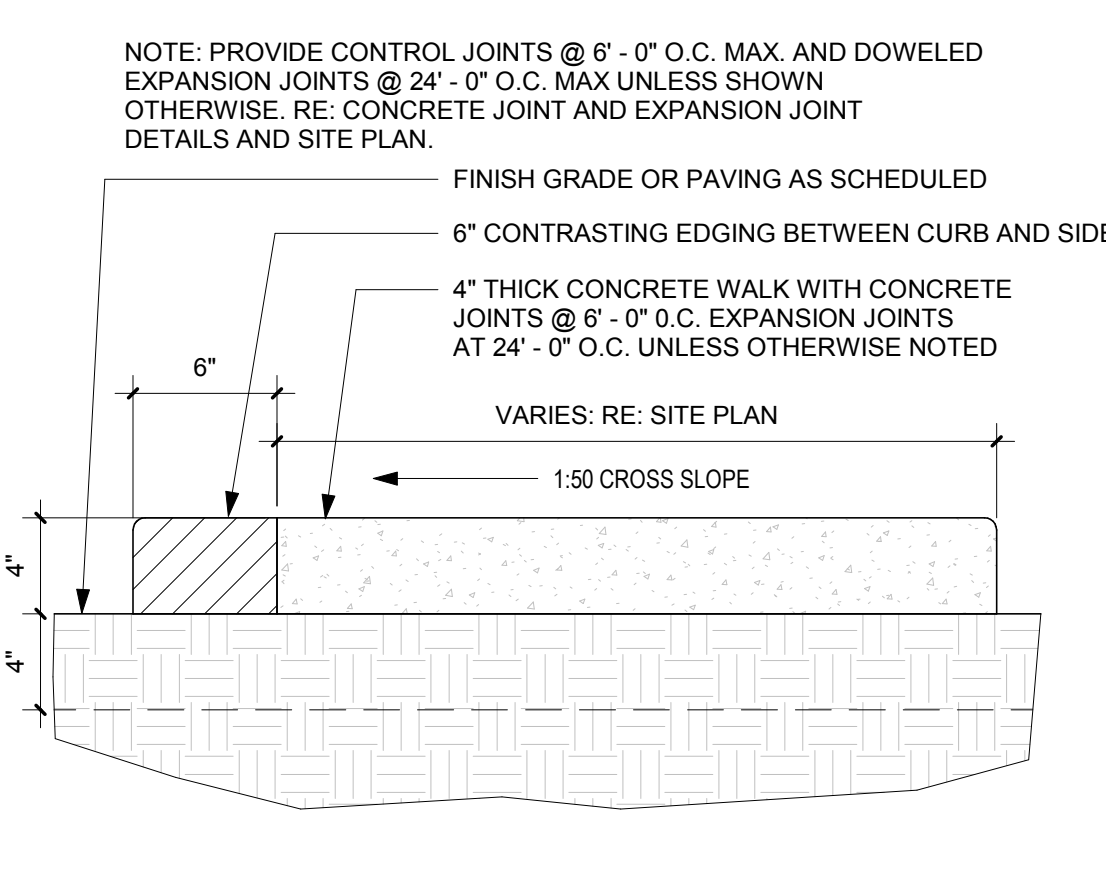 NOTE: PROVIDE CONTROL JOINTS @ 6' - 0" O.C. MAX. AND DOWELED
EXPANSION JOINTS @ 24' - 0" O.C. MAX UNLESS SHOWN
OTHERWISE. RE: CONCRETE JOINT AND EXPANSION JOINT
DETAILS AND SITE PLAN.
FINISH GRADE OR PAVING AS SCHEDULED
6" CONTRASTING EDGING BETWEEN CURB AND
4" THICK CONCRETE WALK WITH CONCRETE
JOINTS @ 6' - 0" 0.C. EXPANSION JOINTS
AT 24' - 0" O.C. UNLESS OTHERWISE NOTED
6"
VARIES: RE: SITE PLAN
1:50 CROSS SLOPE
4"
4"